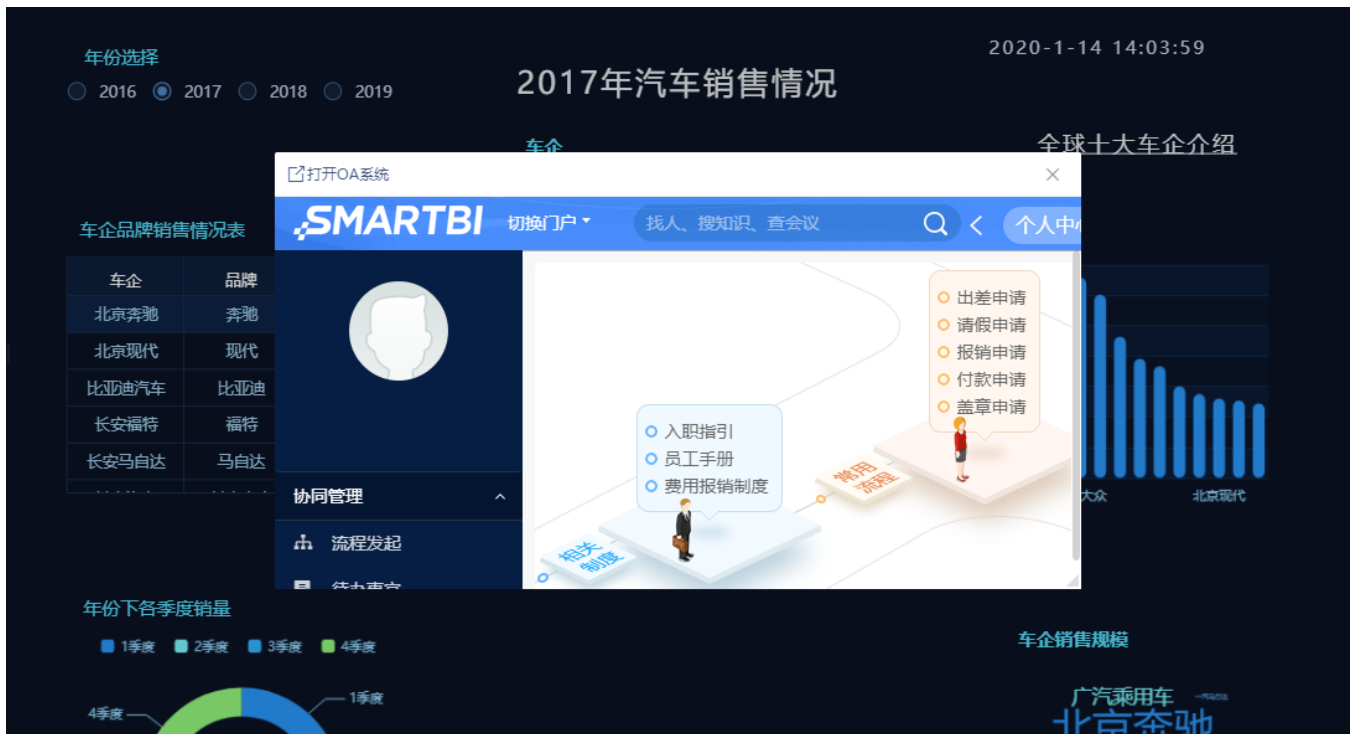 年份选择
2016 2017 2018 2019
2017年汽车销售情况
2020-1-14 14:03:59
车企
全球十大车企介绍
打开OA系统
SMARTBI 切换门户 找人、搜知识、查会议 个人中心
车企品牌销售情况表
车企 品牌
北京奔驰 奔驰
北京现代 现代
比亚迪汽车 比亚迪
长安福特 福特
长安马自达 马自达
出差申请
请假申请
报销申请
付款申请
盖章申请
入职指引
员工手册
费用报销制度
常用
流程
相关
制度
协同管理
流程发起
待办事宜
大众 北京现代
年份下各季度销量
1季度 2季度 3季度 4季度
1季度
4季度
车企销售规模
广汽乘用车
北京奔驰